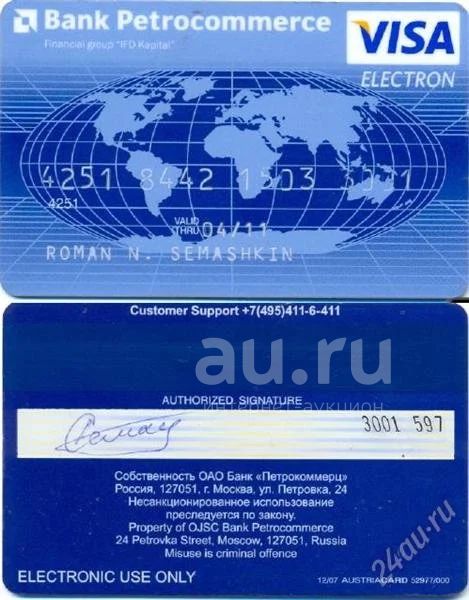 Bank Petrocommerce
Financial group "IFD Kapital"
VISA
ELECTRON
4251 8442 1503 3001
4251
VALID
THRU 04/11
ROMAN N. SEMASHKIN
Customer Support +7(495)411-6-411
au.ru
интернет-аукцион
AUTHORIZED SIGNATURE
3001 597
Собственность ОАО Банк «Петрокоммерц»
Россия, 127051, г. Москва, ул. Петровка, 24
Несанкционированное использование
преследуется по закону.
Property of OJSC Bank Petrocommerce
24 Petrovka Street, Moscow, 127051, Russia
Misuse is criminal offence
24au.ru
ELECTRONIC USE ONLY
12/07 AUSTRIACARD 52977/000